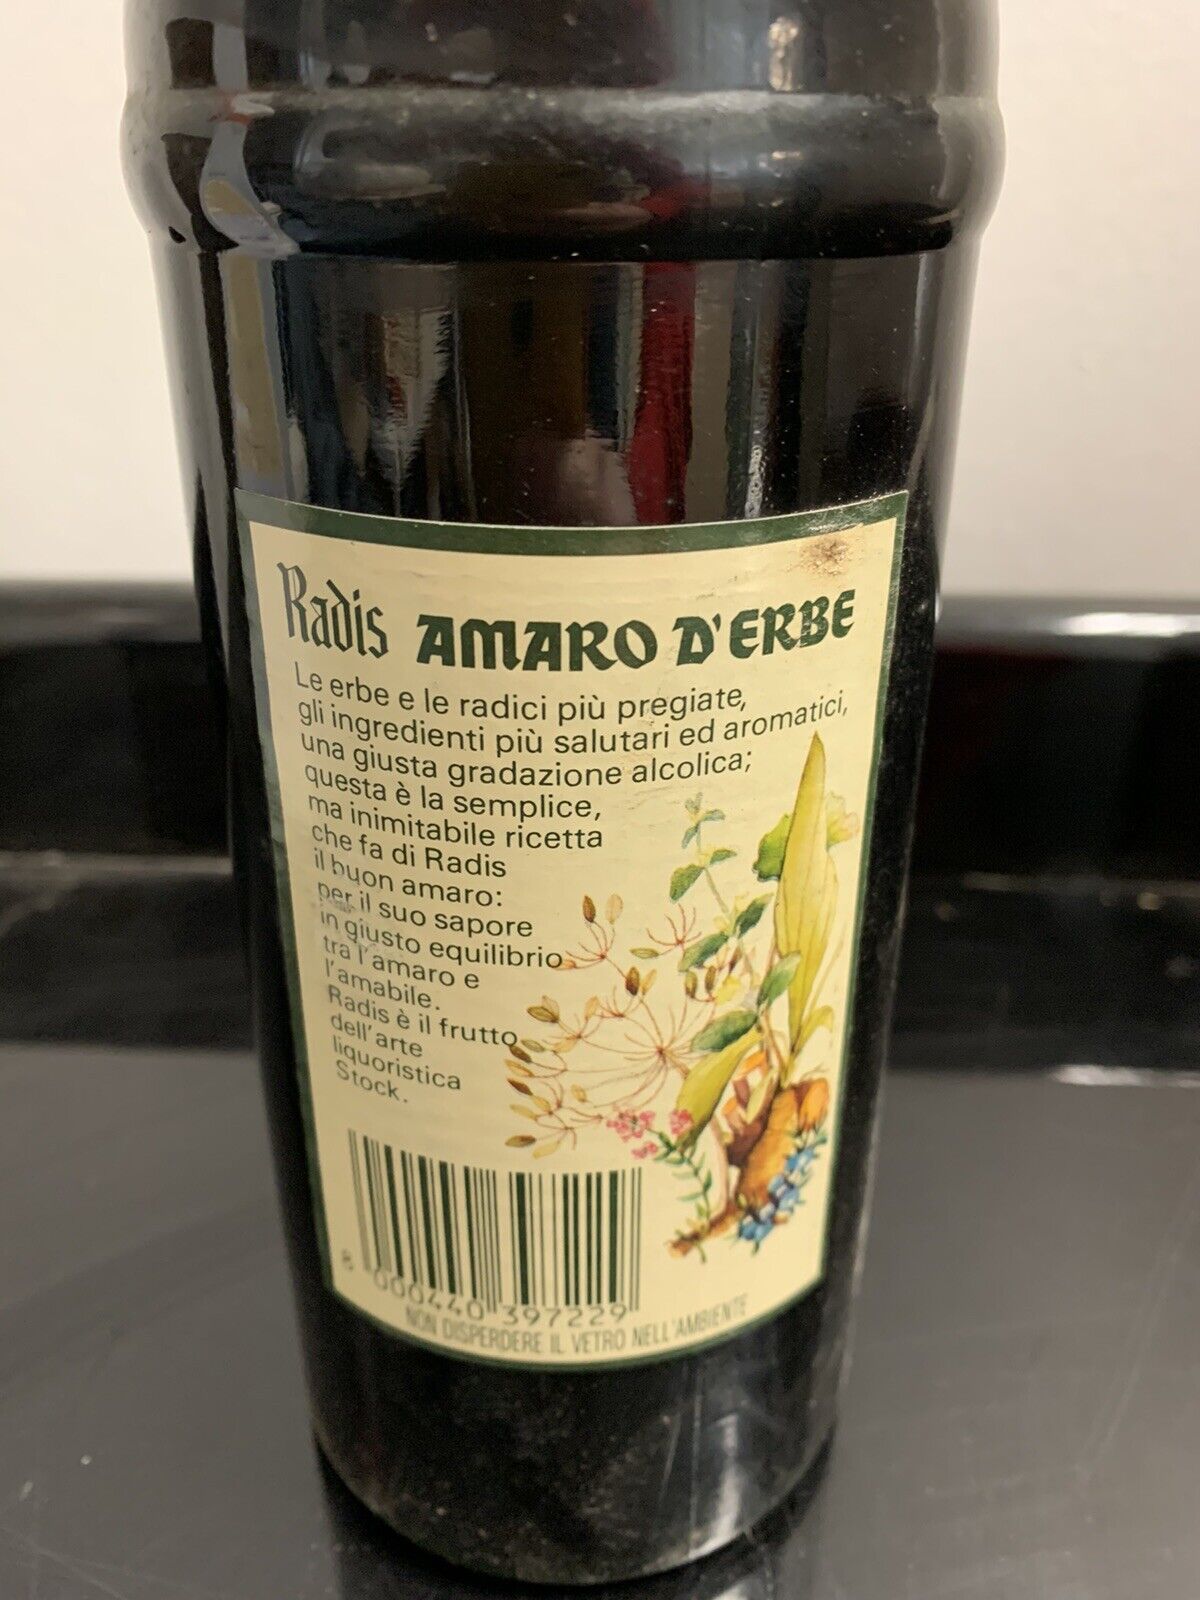 Radis AMARO D'ERBE
Le erbe e le radici più pregiate,
gli ingredienti più salutari ed aromatici,
una giusta gradazione alcolica;
questa è la semplice,
ma inimitabile ricetta
che fa di Radis
il buon amaro:
per il suo sapore
in giusto equilibrio
tra l'amaro e
l'amabile.
Radis è il frutto
dell'arte
liquoristica
Stock.
8 000440 397229
NON DISPERDERE IL VETRO NELL'AMBIENTE